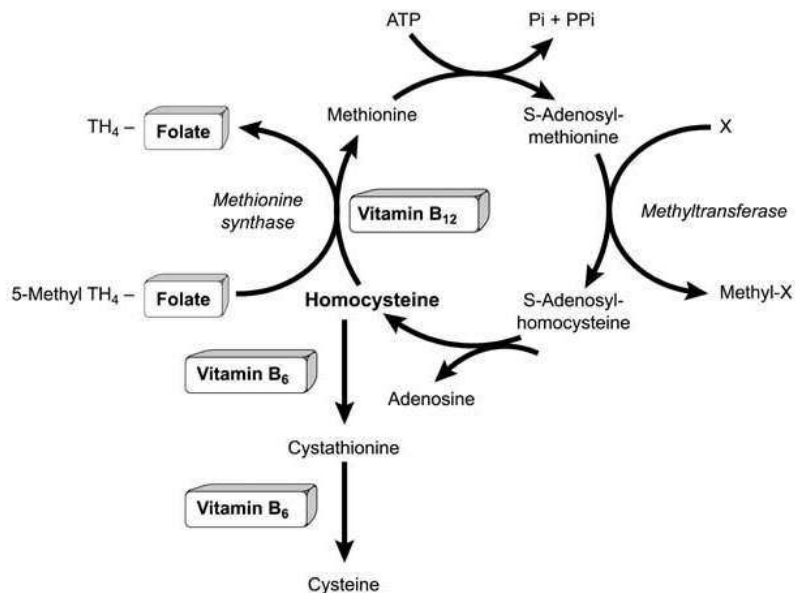 ATP
Pi + PPi
Methionine
S-Adenosyl-
methionine
TH₄ – Folate
X
Methionine
synthase
Vitamin B₁₂
Methyltransferase
5-Methyl TH₄ – Folate
Homocysteine
S-Adenosyl-
homocysteine
Methyl-X
Vitamin B₆
Adenosine
Cystathionine
Vitamin B₆
Cysteine